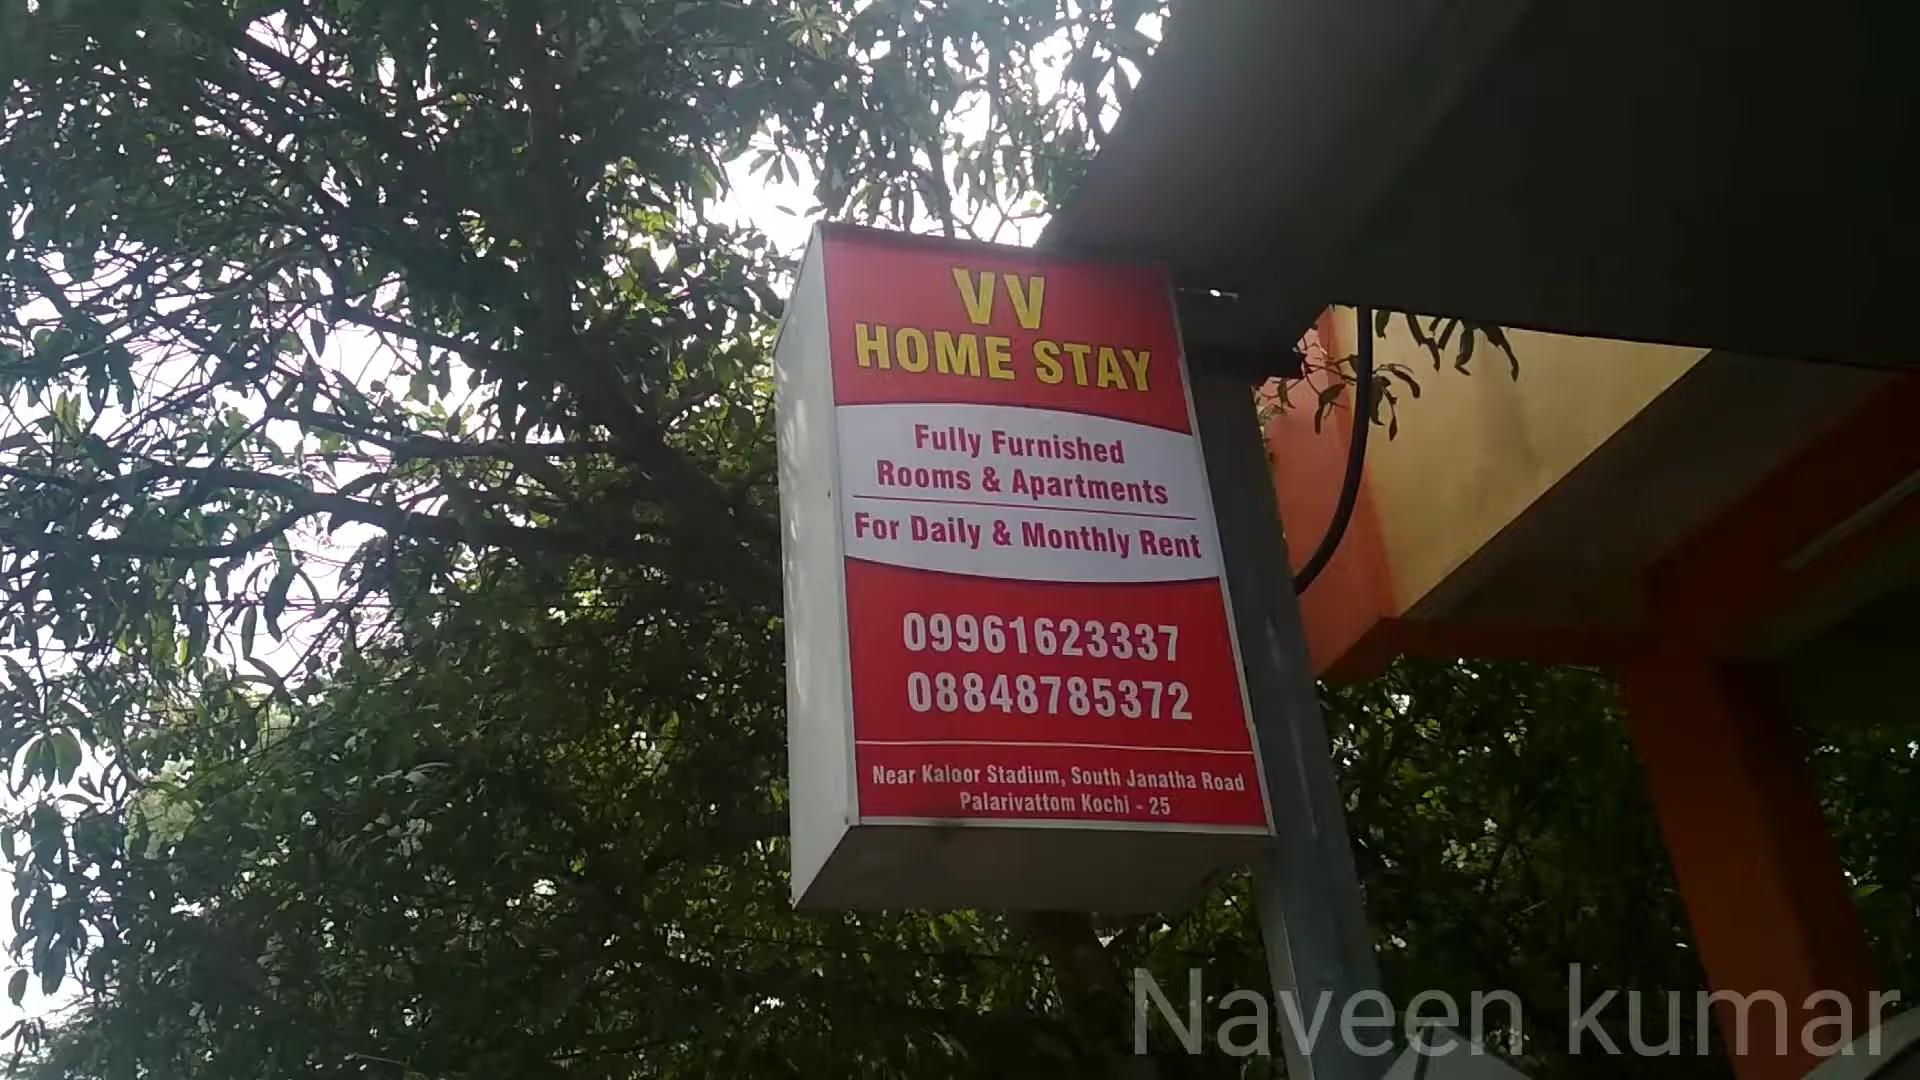 VV
HOME STAY
Fully Furnished
Rooms & Apartments
For Daily & Monthly Rent
09961623337
08848785372
Near Kaloor Stadium, South Janatha Road
Palarivattom Kochi - 25
Naveen kumar